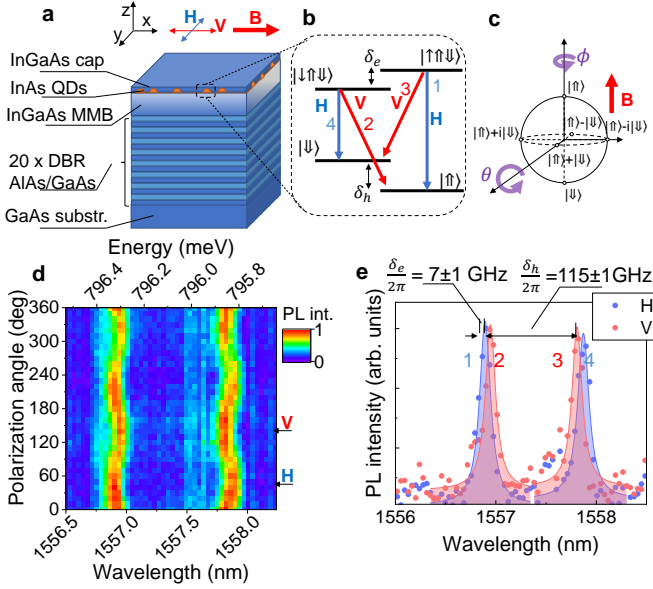 a
z
x
y
H
V
B
InGaAs cap
InAs QDs
InGaAs MMB
20 x DBR
AlAs/GaAs
GaAs substr.
b
δe
|↓⇑⇓⟩
|↑⇑⇓⟩
H
V
V
3
1
4
2
H
|⇓⟩
|⇑⟩
δh
c
ϕ
|⇑⟩
B
|⇑⟩-|⇓⟩
|⇑⟩+i|⇓⟩
|⇑⟩-i|⇓⟩
|⇑⟩+|⇓⟩
θ
|⇓⟩
d
Energy (meV)
796.4 796.2 796.0 795.8
PL int.
1
0
Polarization angle (deg)
360
300
240
180
120
60
0
V
H
1556.5 1557.0 1557.5 1558.0
Wavelength (nm)
e
δe/2π = 7±1 GHz
δh/2π = 115±1GHz
H
V
1 2 3 4
PL intensity (arb. units)
1556 1557 1558
Wavelength (nm)